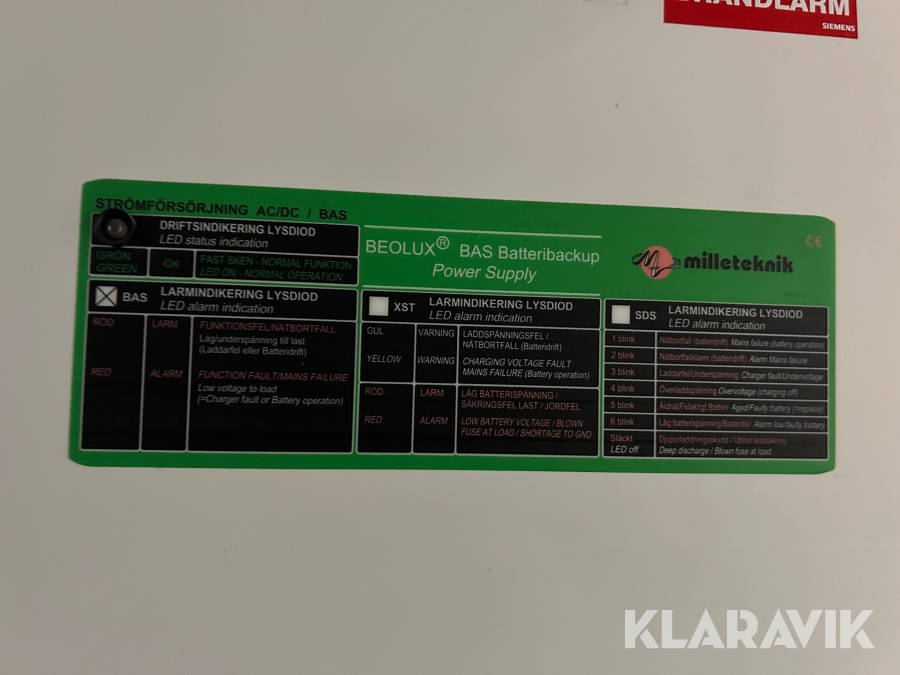 BRANDLARM
SIEMENS
STRÖMFÖRSÖRJNING AC/DC / BAS
DRIFTSINDIKERING LYSDIOD
LED status indication
GRÖN
GREEN
OK
FAST SKEN - NORMAL FUNKTION
LED ON - NORMAL OPERATION
BEOLUX® BAS Batteribackup
Power Supply
milleteknik
CE
BAS
LARMINDIKERING LYSDIOD
LED alarm indication
RÖD
LARM
FUNKTIONSFEL/NÄTBORTFALL
Låg/underspänning till last
(Laddarfel eller Batteridrift)
RED
ALARM
FUNCTION FAULT/MAINS FAILURE
Low voltage to load
(=Charger fault or Battery operation)
XST
LARMINDIKERING LYSDIOD
LED alarm indication
GUL
VARNING
LADDSPÄNNINGSFEL /
NÄTBORTFALL (Batteridrift)
YELLOW
WARNING
CHARGING VOLTAGE FAULT
MAINS FAILURE (Battery operation)
RÖD
LARM
LÅG BATTERISPÄNNING /
SÄKRINGSFEL LAST / JORDFEL
RED
ALARM
LOW BATTERY VOLTAGE / BLOWN
FUSE AT LOAD / SHORTAGE TO GND
SDS
LARMINDIKERING LYSDIOD
LED alarm indication
1 blink Nätbortfall (batteridrift) Mains failure (battery operation)
2 blink Nätbortfallslarm (batteridrift) Alarm Mains failure
3 blink Laddarfel/Underspänning Charger fault/Undervoltage
4 blink Överladdspänning Overvoltage (charging off)
5 blink Åldrat/Felaktigt Batteri Aged/Faulty battery (=replace)
6 blink Låg batterispänning/Batterifel Alarm low/faulty battery
Släckt Djupurladdningsskydd / Utlöst lastsäkring
LED off Deep discharge / Blown fuse at load
KLARAVIK